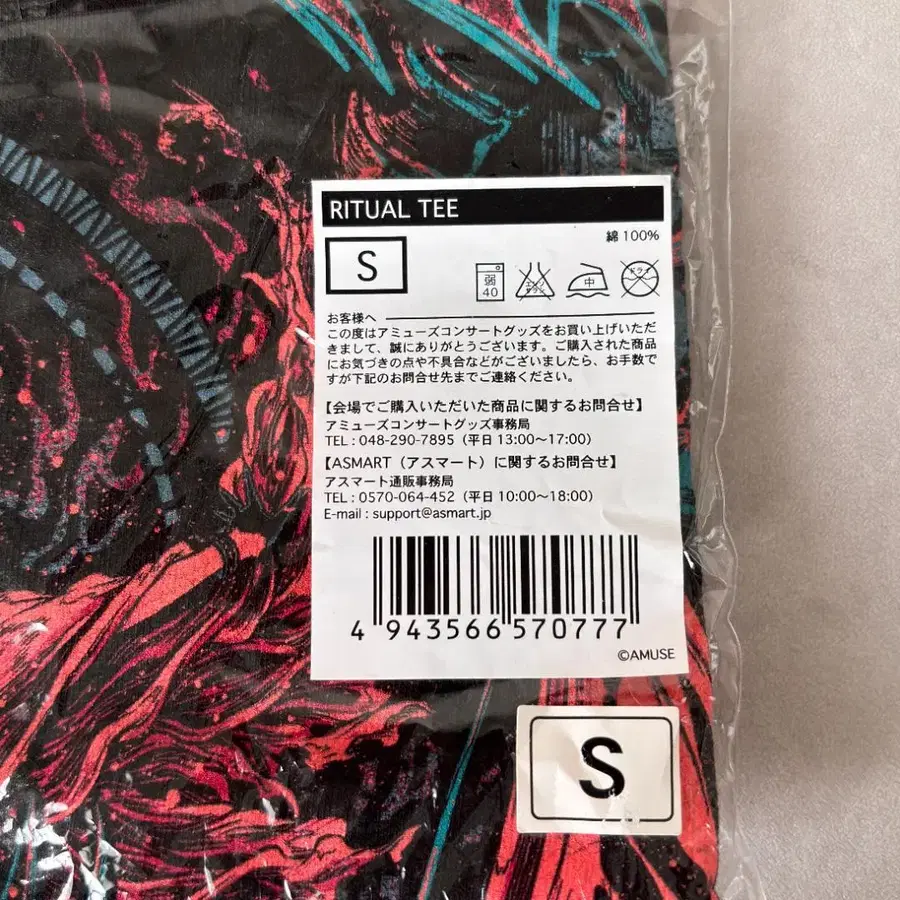 RITUAL TEE
S
綿 100%
弱
40
エンソ
サラシ
中
ドライ
お客様へ
この度はアミューズコンサートグッズをお買い上げいただ
きまして、誠にありがとうございます。ご購入された商品
にお気づきの点や不具合などがございましたら、お手数で
すが下記のお問合せ先までご連絡ください。
【会場でご購入いただいた商品に関するお問合せ】
アミューズコンサートグッズ事務局
TEL : 048-290-7895（平日 13:00～17:00）
【ASMART（アスマート）に関するお問合せ】
アスマート通販事務局
TEL : 0570-064-452（平日 10:00～18:00）
E-mail : support@asmart.jp
4 943566 570777
©AMUSE
S